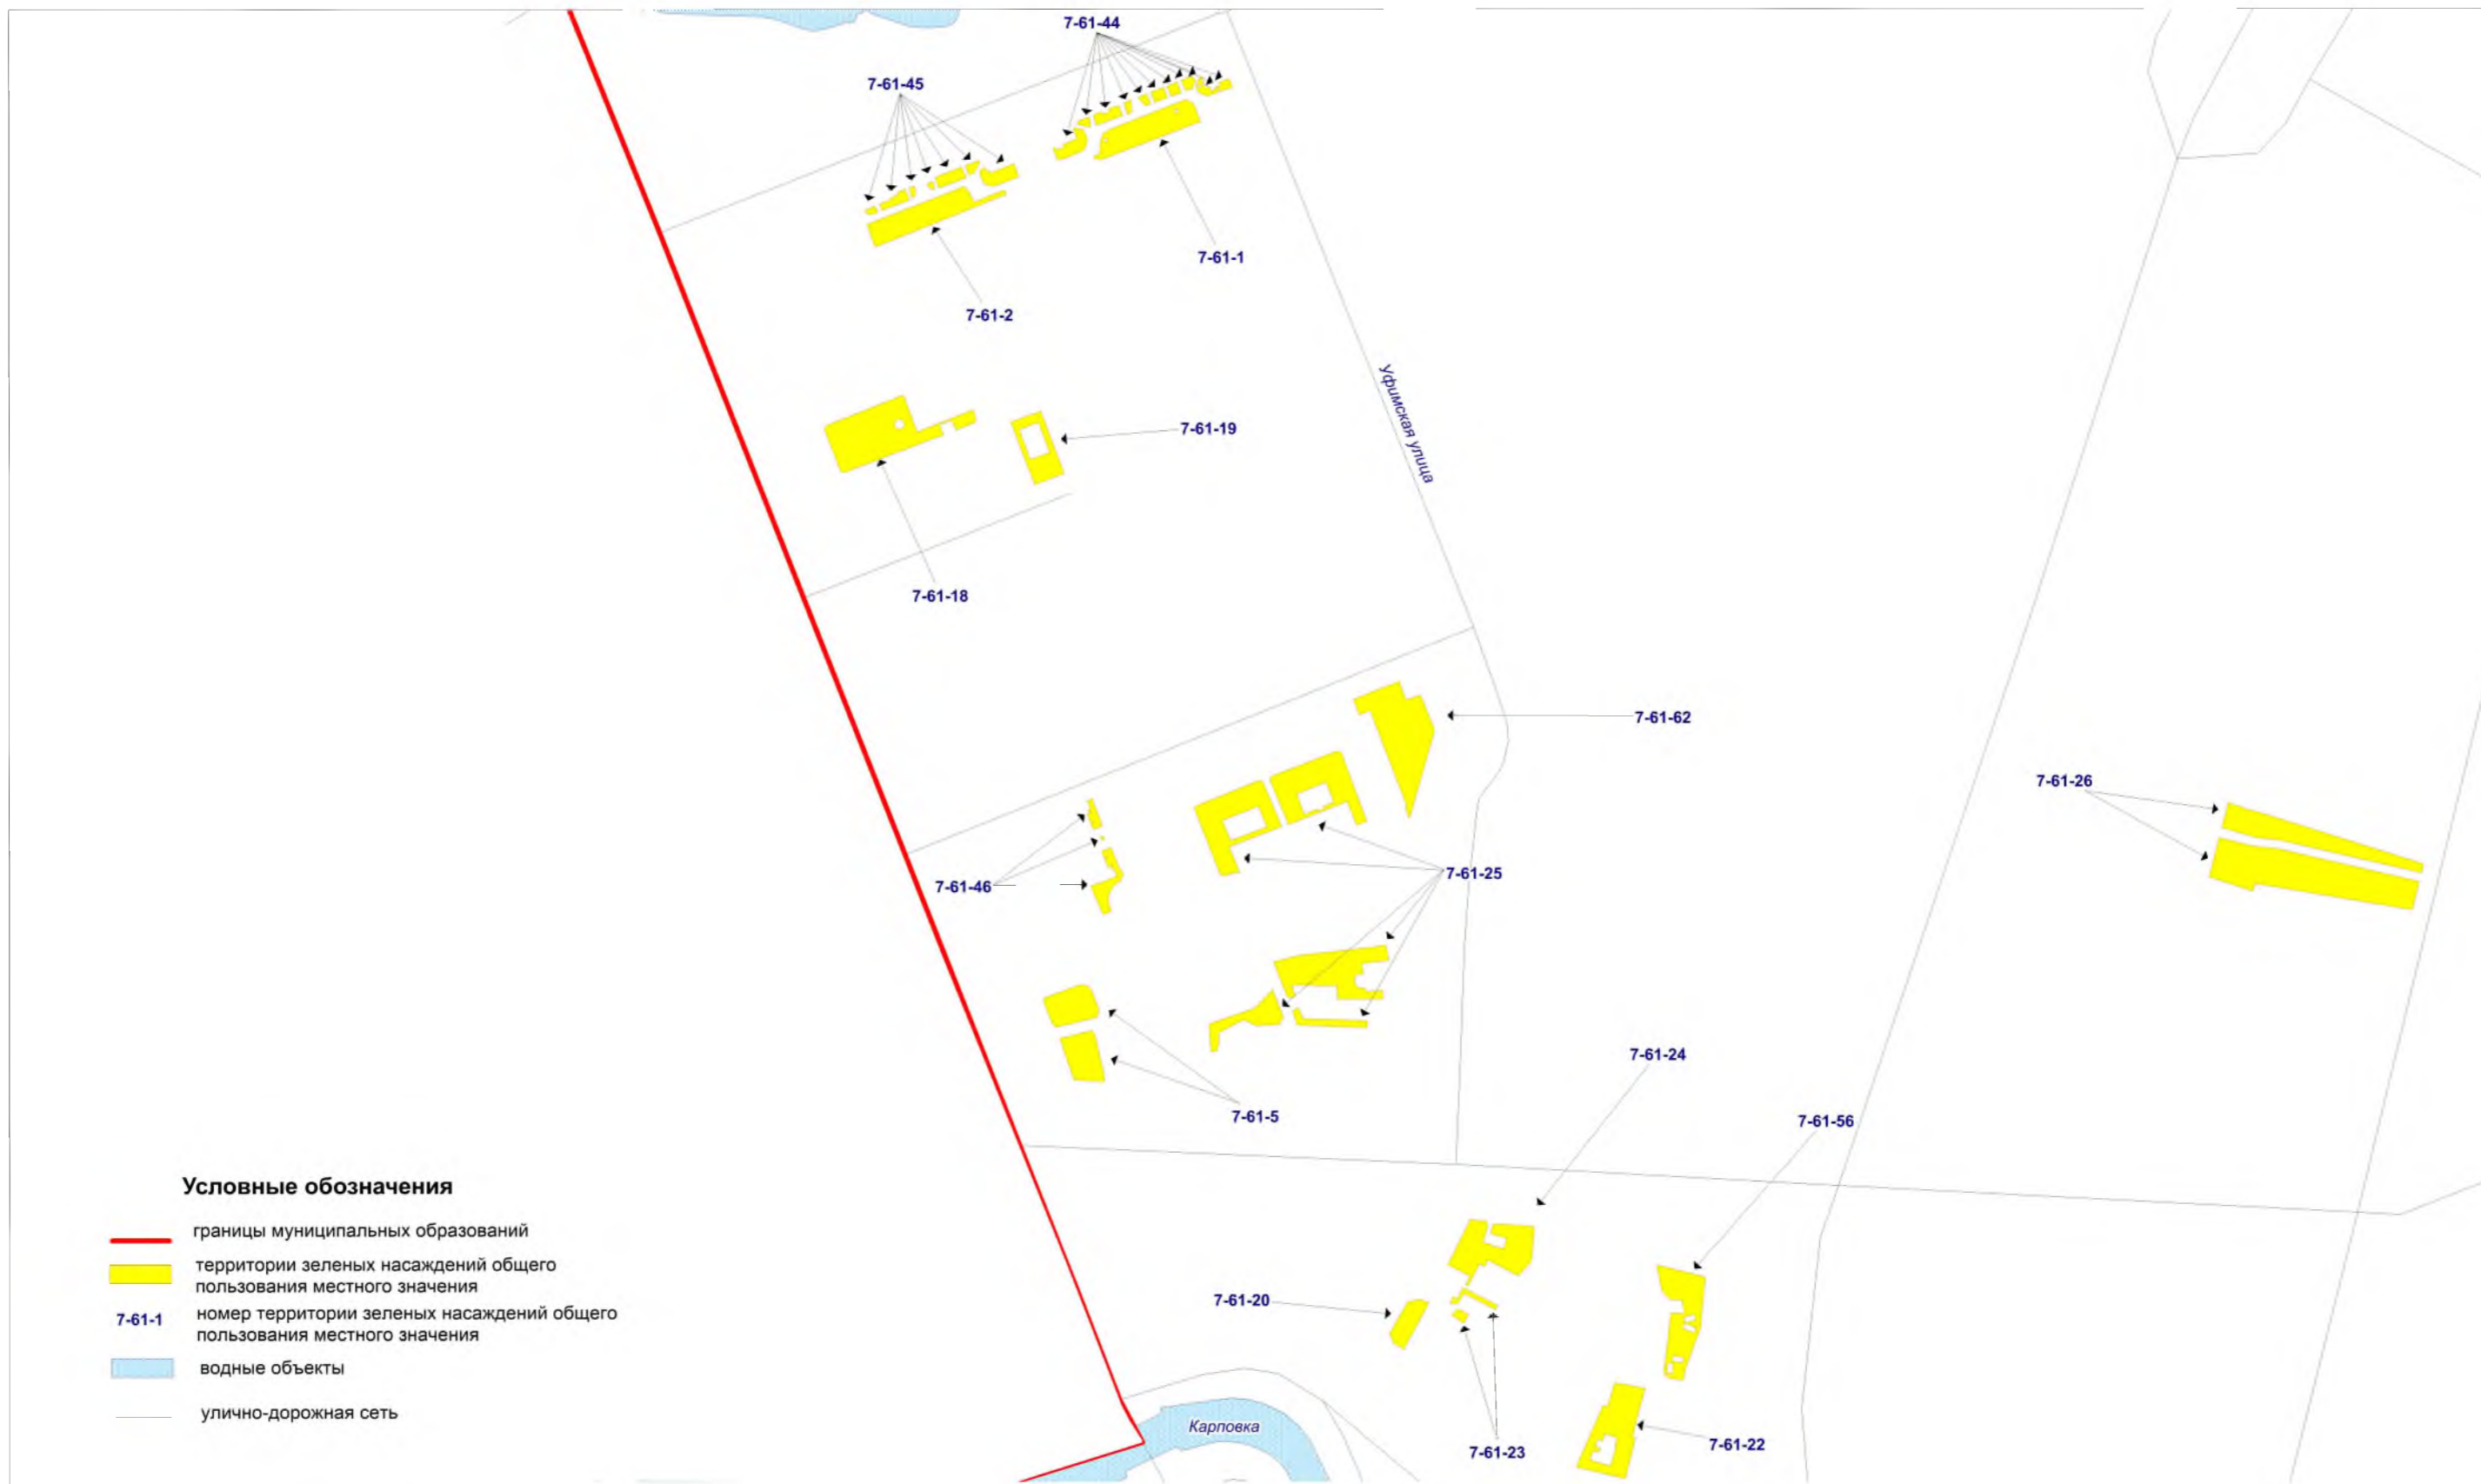 7-61-44
7-61-45
7-61-1
7-61-2
Уфимская улица
7-61-19
7-61-18
7-61-62
7-61-26
7-61-25
7-61-46
7-61-24
7-61-5
7-61-56
7-61-20
7-61-23
7-61-22
Карповка
Условные обозначения
границы муниципальных образований
территории зеленых насаждений общего
пользования местного значения
7-61-1
номер территории зеленых насаждений общего
пользования местного значения
водные объекты
улично-дорожная сеть